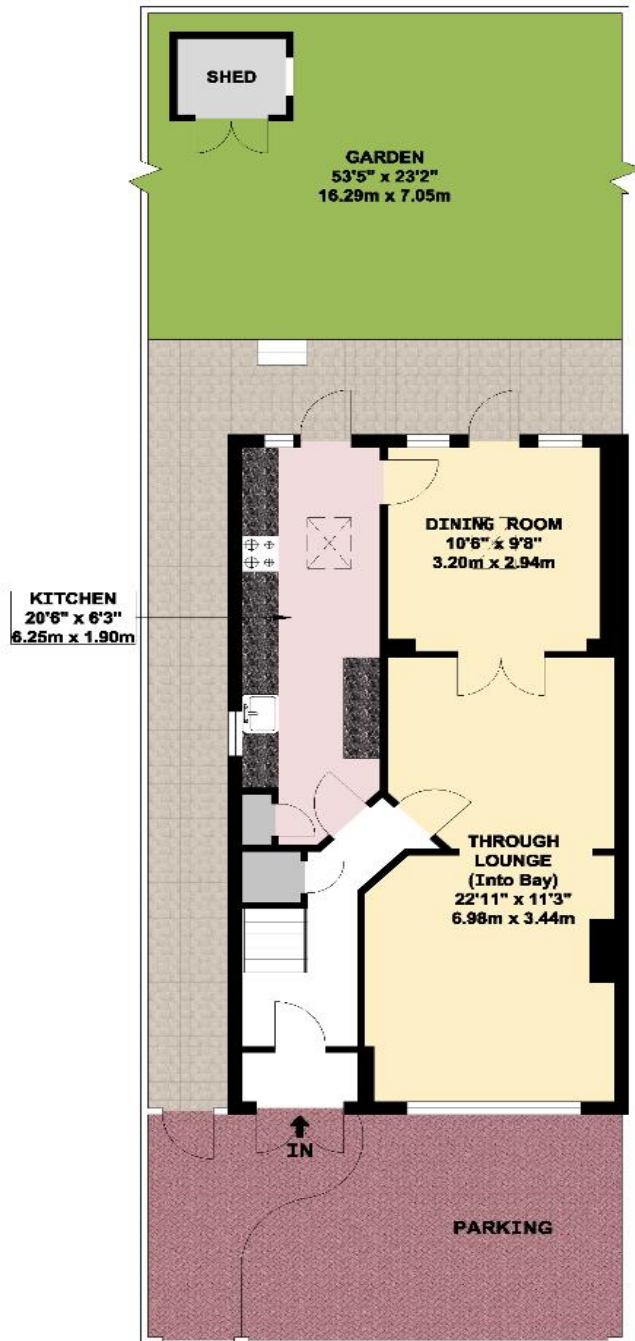 SHED
GARDEN
53'5" x 23'2"
16.29m x 7.05m
DINING ROOM
10'6" x 9'8"
3.20m x 2.94m
KITCHEN
20'6" x 6'3"
6.25m x 1.90m
THROUGH
LOUNGE
(Into Bay)
22'11" x 11'3"
6.98m x 3.44m
IN
PARKING